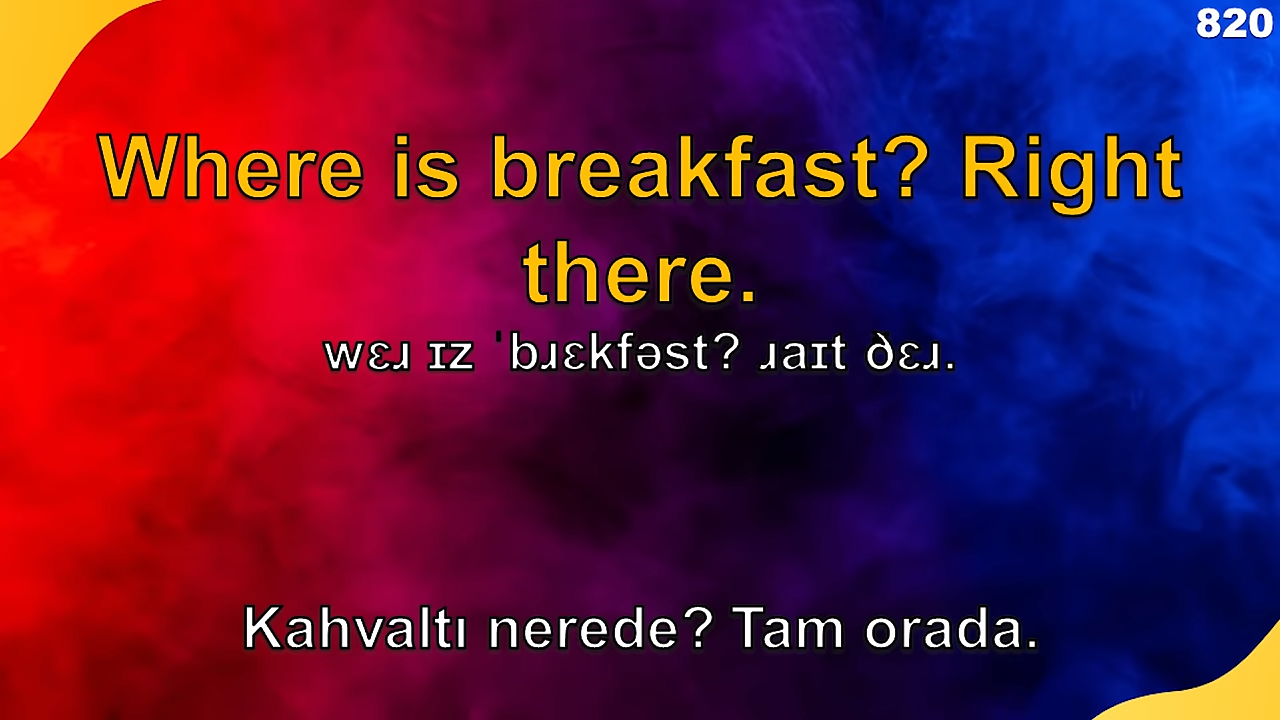 820
Where is breakfast? Right
there.
wɛɹ ɪz ˈbɹɛkfəst? ɹaɪt ðɛɹ.
Kahvaltı nerede? Tam orada.